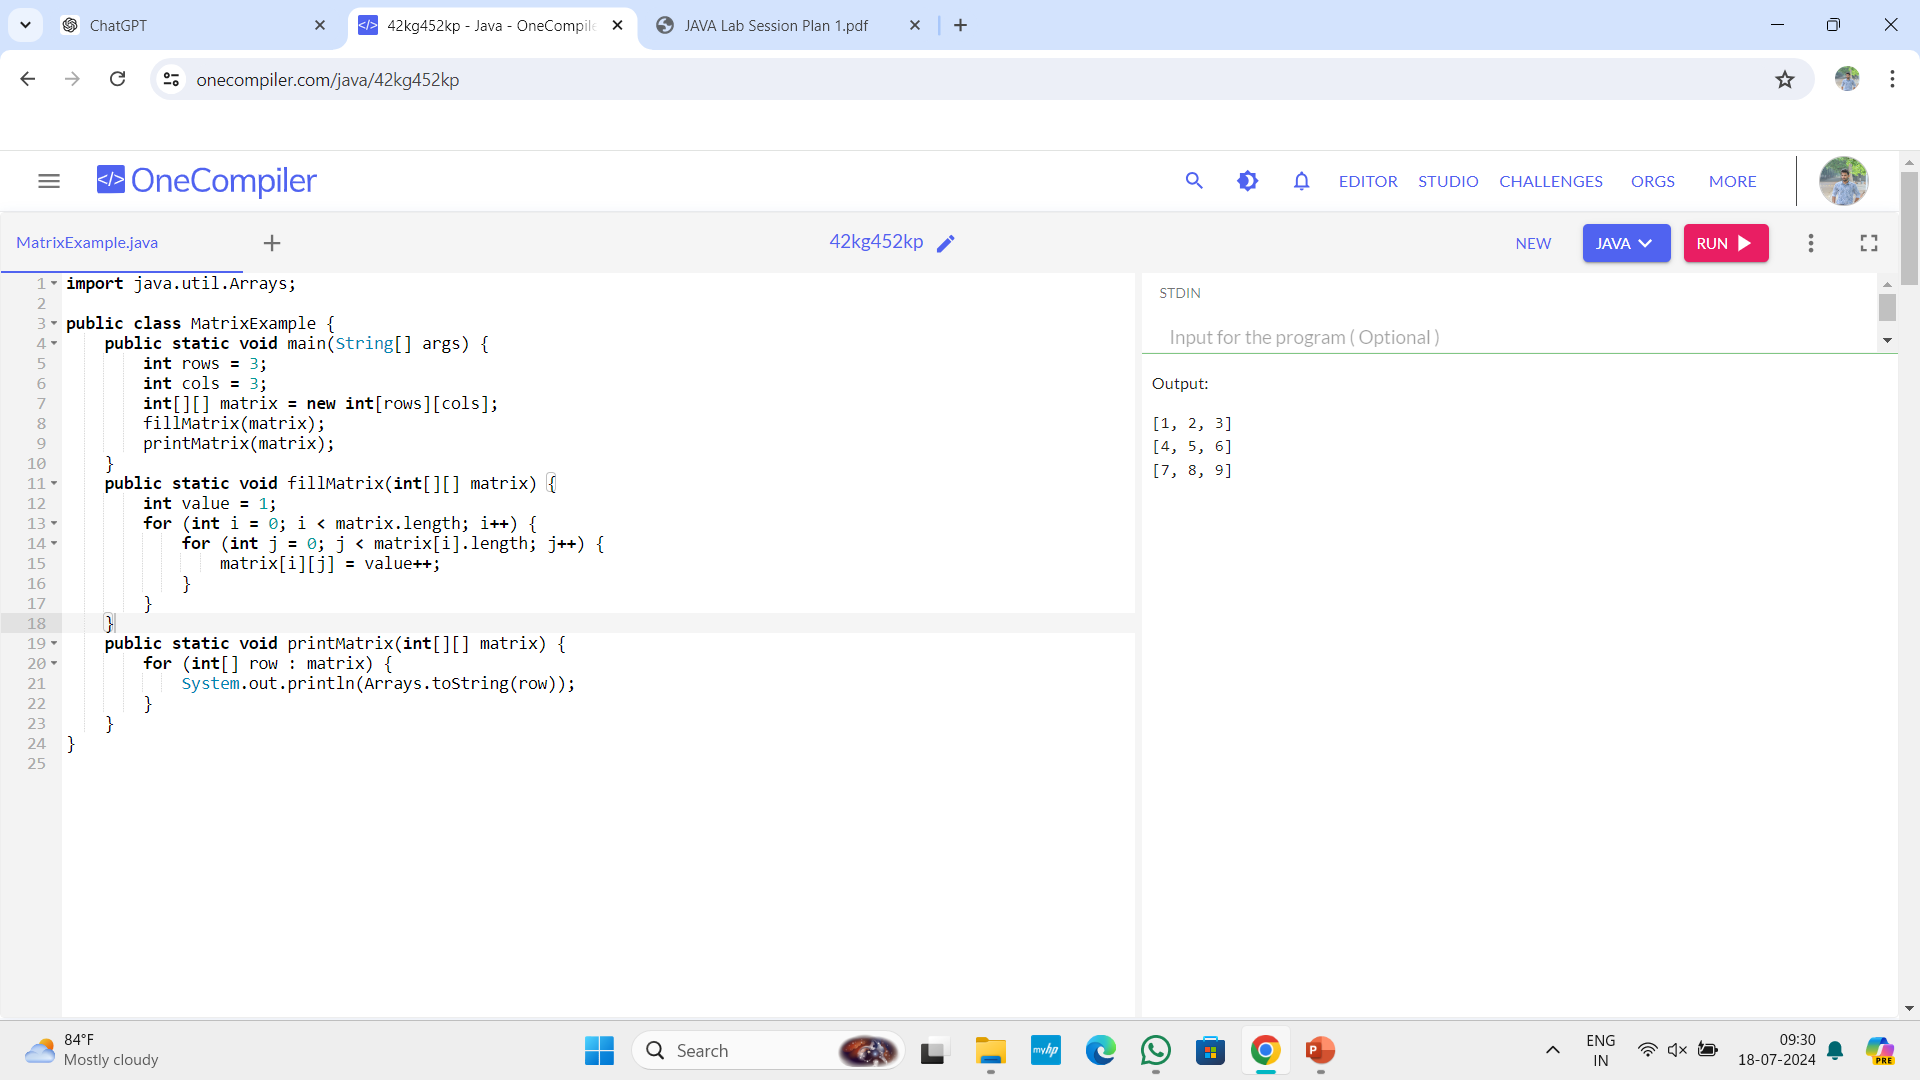 ChatGPT
42kg452kp - Java - OneCompile
JAVA Lab Session Plan 1.pdf
onecompiler.com/java/42kg452kp
</> OneCompiler
EDITOR STUDIO CHALLENGES ORGS MORE
MatrixExample.java
42kg452kp
NEW JAVA RUN
1 import java.util.Arrays;
2
3 public class MatrixExample {
4     public static void main(String[] args) {
5         int rows = 3;
6         int cols = 3;
7         int[][] matrix = new int[rows][cols];
8         fillMatrix(matrix);
9         printMatrix(matrix);
10     }
11     public static void fillMatrix(int[][] matrix) {
12         int value = 1;
13         for (int i = 0; i < matrix.length; i++) {
14             for (int j = 0; j < matrix[i].length; j++) {
15                 matrix[i][j] = value++;
16             }
17         }
18     }
19     public static void printMatrix(int[][] matrix) {
20         for (int[] row : matrix) {
21             System.out.println(Arrays.toString(row));
22         }
23     }
24 }
25
STDIN
Input for the program ( Optional )
Output:
[1, 2, 3]
[4, 5, 6]
[7, 8, 9]
84°F
Mostly cloudy
Search
myhp
ENG
IN
09:30
18-07-2024
PRE